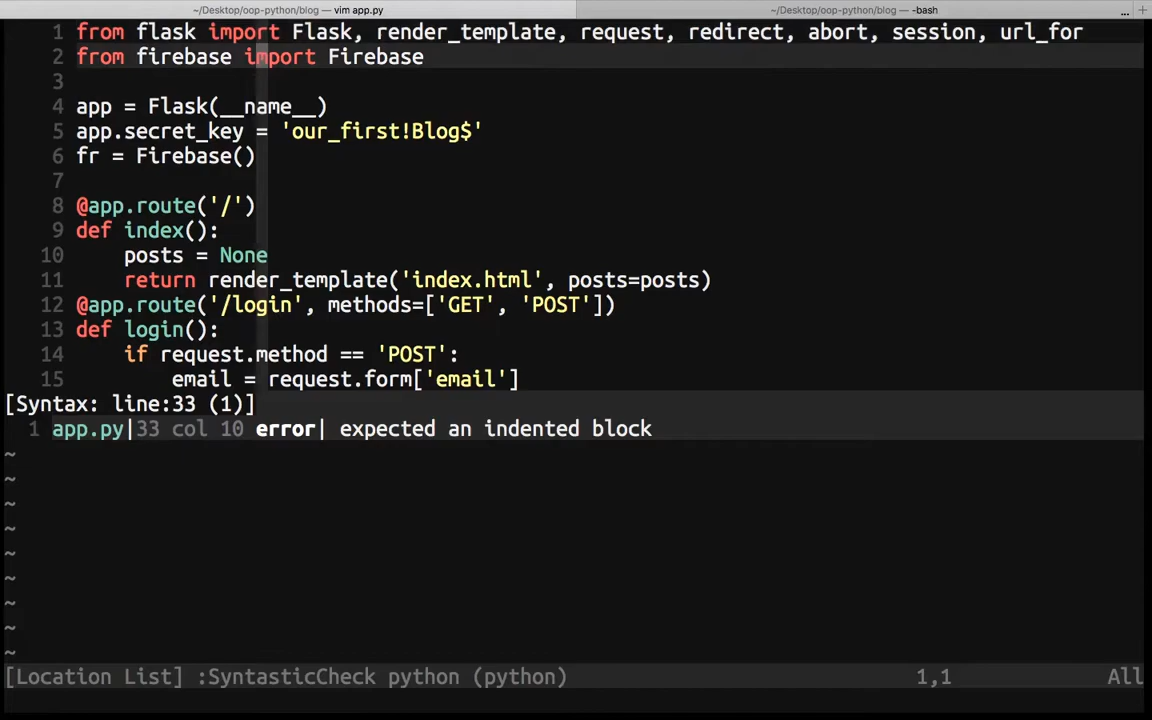 ~/Desktop/oop-python/blog — vim app.py
~/Desktop/oop-python/blog — -bash
... +
1 from flask import Flask, render_template, request, redirect, abort, session, url_for
2 from firebase import Firebase
3
4 app = Flask(__name__)
5 app.secret_key = 'our_first!Blog$'
6 fr = Firebase()
7
8 @app.route('/')
9 def index():
10     posts = None
11     return render_template('index.html', posts=posts)
12 @app.route('/login', methods=['GET', 'POST'])
13 def login():
14     if request.method == 'POST':
15         email = request.form['email']
[Syntax: line:33 (1)]
1 app.py|33 col 10 error| expected an indented block
~
~
~
~
~
~
~
~
~
[Location List] :SyntasticCheck python (python) 1,1 All